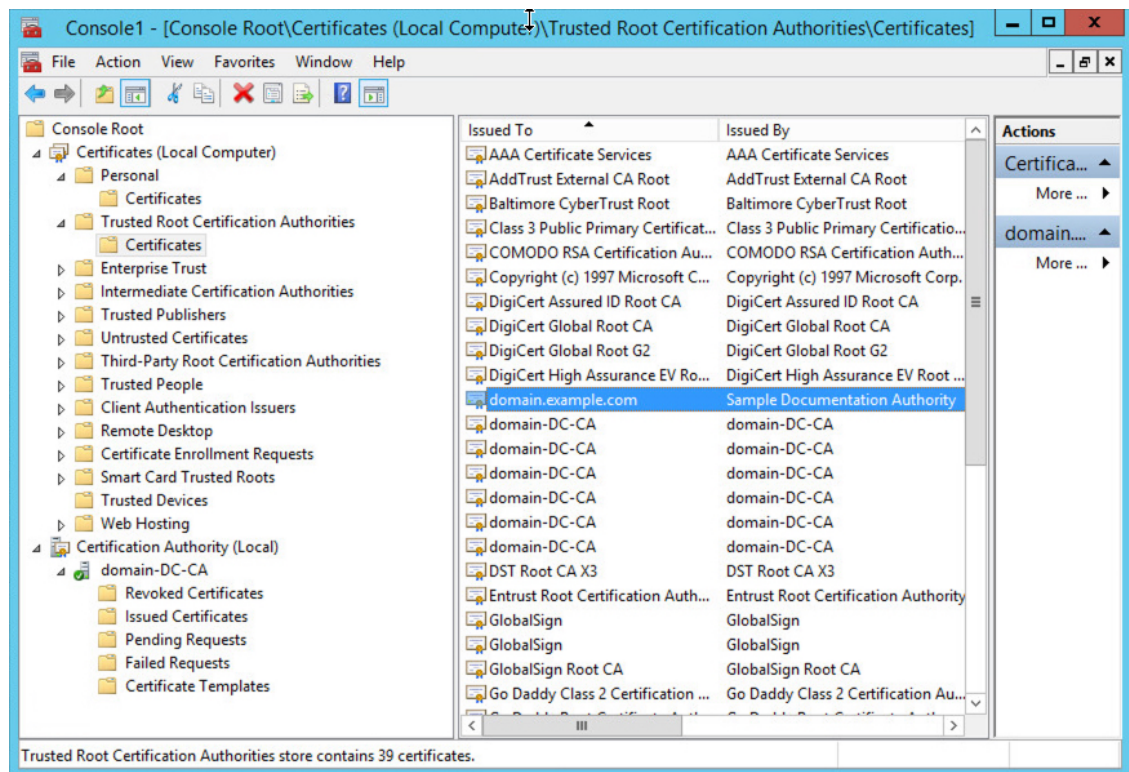 Console1 - [Console Root\Certificates (Local Computer)\Trusted Root Certification Authorities\Certificates]
File Action View Favorites Window Help
Console Root
Certificates (Local Computer)
Personal
Certificates
Trusted Root Certification Authorities
Certificates
Enterprise Trust
Intermediate Certification Authorities
Trusted Publishers
Untrusted Certificates
Third-Party Root Certification Authorities
Trusted People
Client Authentication Issuers
Remote Desktop
Certificate Enrollment Requests
Smart Card Trusted Roots
Trusted Devices
Web Hosting
Certification Authority (Local)
domain-DC-CA
Revoked Certificates
Issued Certificates
Pending Requests
Failed Requests
Certificate Templates
Issued To Issued By
AAA Certificate Services AAA Certificate Services
AddTrust External CA Root AddTrust External CA Root
Baltimore CyberTrust Root Baltimore CyberTrust Root
Class 3 Public Primary Certificat... Class 3 Public Primary Certificatio...
COMODO RSA Certification Au... COMODO RSA Certification Auth...
Copyright (c) 1997 Microsoft C... Copyright (c) 1997 Microsoft Corp.
DigiCert Assured ID Root CA DigiCert Assured ID Root CA
DigiCert Global Root CA DigiCert Global Root CA
DigiCert Global Root G2 DigiCert Global Root G2
DigiCert High Assurance EV Ro... DigiCert High Assurance EV Root ...
domain.example.com Sample Documentation Authority
domain-DC-CA domain-DC-CA
domain-DC-CA domain-DC-CA
domain-DC-CA domain-DC-CA
domain-DC-CA domain-DC-CA
domain-DC-CA domain-DC-CA
domain-DC-CA domain-DC-CA
DST Root CA X3 DST Root CA X3
Entrust Root Certification Auth... Entrust Root Certification Authority
GlobalSign GlobalSign
GlobalSign GlobalSign
GlobalSign Root CA GlobalSign Root CA
Go Daddy Class 2 Certification ... Go Daddy Class 2 Certification Au...
Actions
Certifica...
More ...
domain....
More ...
Trusted Root Certification Authorities store contains 39 certificates.